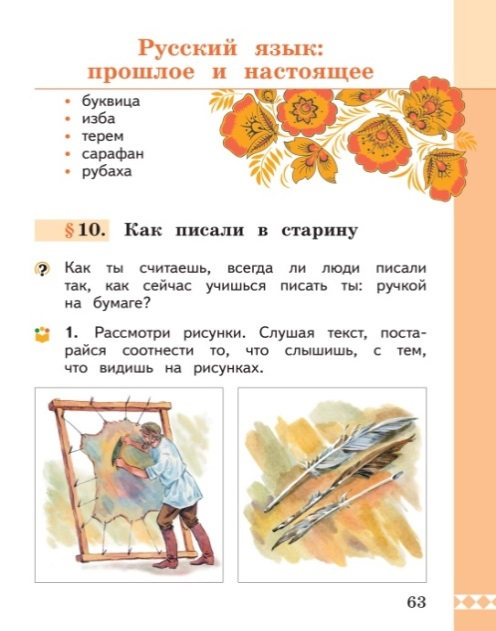 Русский язык:
прошлое и настоящее
• буквица
• изба
• терем
• сарафан
• рубаха
§ 10. Как писали в старину
? Как ты считаешь, всегда ли люди писали
так, как сейчас учишься писать ты: ручкой
на бумаге?
1. Рассмотри рисунки. Слушая текст, поста-
райся соотнести то, что слышишь, с тем,
что видишь на рисунках.
63